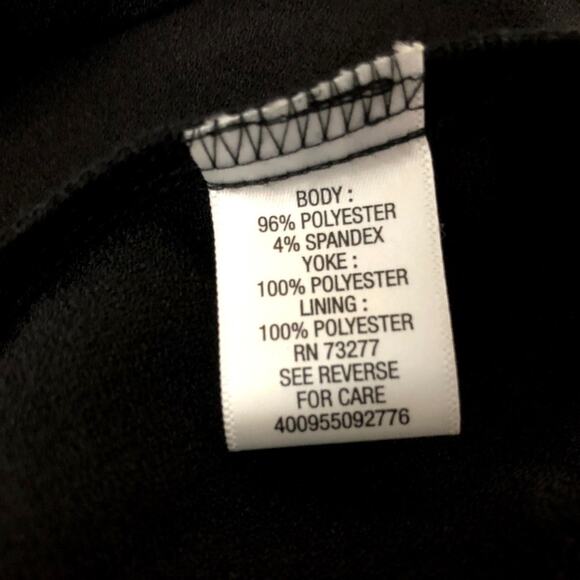 BODY :
96% POLYESTER
4% SPANDEX
YOKE :
100% POLYESTER
LINING :
100% POLYESTER
RN 73277
SEE REVERSE
FOR CARE
400955092776